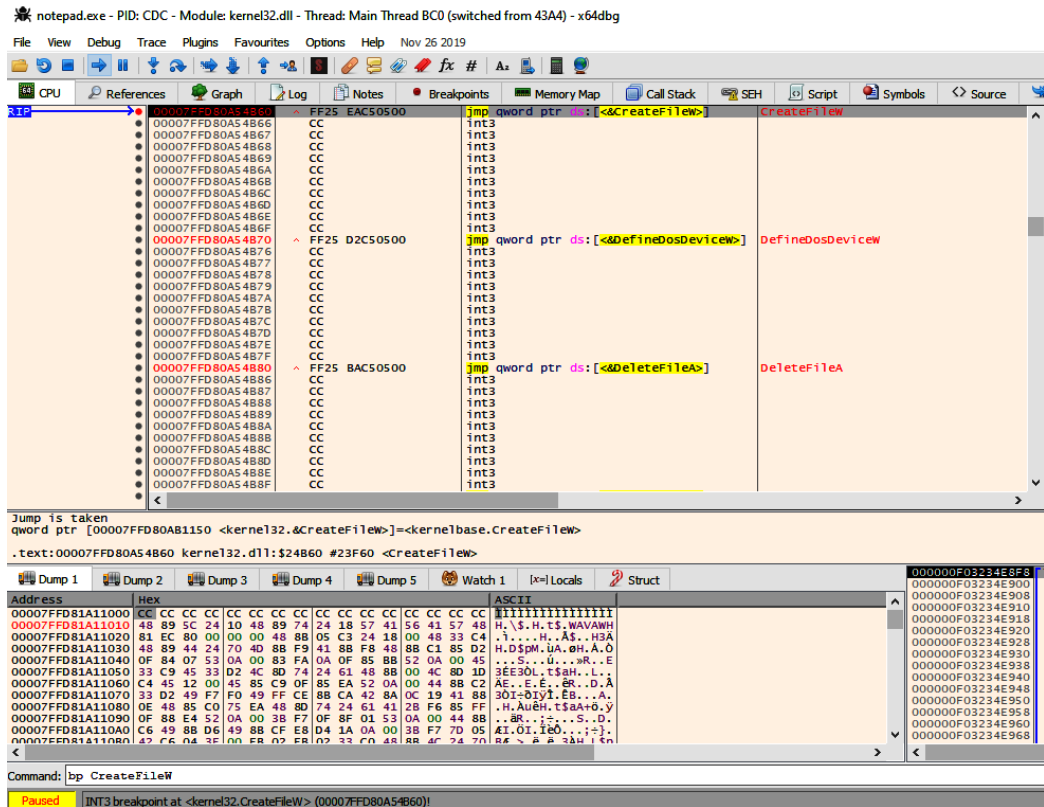 notepad.exe - PID: CDC - Module: kernel32.dll - Thread: Main Thread BC0 (switched from 43A4) - x64dbg
File View Debug Trace Plugins Favourites Options Help Nov 26 2019
CPU References Graph Log Notes Breakpoints Memory Map Call Stack SEH Script Symbols Source
RIP 00007FFD80A54B60 FF25 EAC50500 jmp qword ptr ds:[<&CreateFileW>] CreateFileW
00007FFD80A54B66 CC int3
00007FFD80A54B67 CC int3
00007FFD80A54B68 CC int3
00007FFD80A54B69 CC int3
00007FFD80A54B6A CC int3
00007FFD80A54B6B CC int3
00007FFD80A54B6C CC int3
00007FFD80A54B6D CC int3
00007FFD80A54B6E CC int3
00007FFD80A54B6F CC int3
00007FFD80A54B70 FF25 D2C50500 jmp qword ptr ds:[<&DefineDosDeviceW>] DefineDosDeviceW
00007FFD80A54B76 CC int3
00007FFD80A54B77 CC int3
00007FFD80A54B78 CC int3
00007FFD80A54B79 CC int3
00007FFD80A54B7A CC int3
00007FFD80A54B7B CC int3
00007FFD80A54B7C CC int3
00007FFD80A54B7D CC int3
00007FFD80A54B7E CC int3
00007FFD80A54B7F CC int3
00007FFD80A54B80 FF25 BAC50500 jmp qword ptr ds:[<&DeleteFileA>] DeleteFileA
00007FFD80A54B86 CC int3
00007FFD80A54B87 CC int3
00007FFD80A54B88 CC int3
00007FFD80A54B89 CC int3
00007FFD80A54B8A CC int3
00007FFD80A54B8B CC int3
00007FFD80A54B8C CC int3
00007FFD80A54B8D CC int3
00007FFD80A54B8E CC int3
00007FFD80A54B8F CC int3
Jump is taken
qword ptr [00007FFD80AB1150 <kernel32.&CreateFileW>]=<kernelbase.CreateFileW>
.text:00007FFD80A54B60 kernel32.dll:$24B60 #23F60 <CreateFileW>
Dump 1 Dump 2 Dump 3 Dump 4 Dump 5 Watch 1 [x=] Locals Struct
Address Hex ASCII
00007FFD81A11000 CC CC CC CC CC CC CC CC CC CC CC CC CC CC CC CC ÌÌÌÌÌÌÌÌÌÌÌÌÌÌÌÌ
00007FFD81A11010 48 89 5C 24 10 48 89 74 24 18 57 41 56 41 57 48 H.\$.H.t$.WAVAWH
00007FFD81A11020 81 EC 80 00 00 00 48 8B 05 C3 24 18 00 48 33 C4 .ì....H..Ã$..H3Ä
00007FFD81A11030 48 89 44 24 70 4D 8B F9 41 8B F8 48 8B C1 85 D2 H.D$pM.ùA.øH.Á.Ò
00007FFD81A11040 0F 84 07 53 0A 00 83 FA 0A 0F 85 BB 52 0A 00 45 ...S...ú...»R..E
00007FFD81A11050 33 C9 45 33 D2 4C 8D 74 24 61 48 8B 00 4C 8D 1D 3ÉE3ÒL.t$aH..L..
00007FFD81A11060 C4 45 12 00 45 85 C9 0F 85 EA 52 0A 00 44 8B C2 ÄE..E.É..êR..D.Â
00007FFD81A11070 33 D2 49 F7 F0 49 FF CE 8B CA 42 8A 0C 19 41 88 3ÒI÷ðIÿÎ.ÊB...A.
00007FFD81A11080 0E 48 85 C0 75 EA 48 8D 74 24 61 41 2B F6 85 FF .H.ÀuêH.t$aA+ö.ÿ
00007FFD81A11090 0F 88 E4 52 0A 00 3B F7 0F 8F 01 53 0A 00 44 8B ..äR..;÷...S..D.
00007FFD81A110A0 C6 49 8B D6 49 8B CF E8 D4 1A 0A 00 3B F7 7D 05 ÆI.ÖI.ÏèÔ...;÷}.
000000F03234E8F8
000000F03234E900
000000F03234E908
000000F03234E910
000000F03234E918
000000F03234E920
000000F03234E928
000000F03234E930
000000F03234E938
000000F03234E940
000000F03234E948
000000F03234E950
000000F03234E958
000000F03234E960
000000F03234E968
Command: bp CreateFileW
Paused INT3 breakpoint at <kernel32.CreateFileW> (00007FFD80A54B60)!